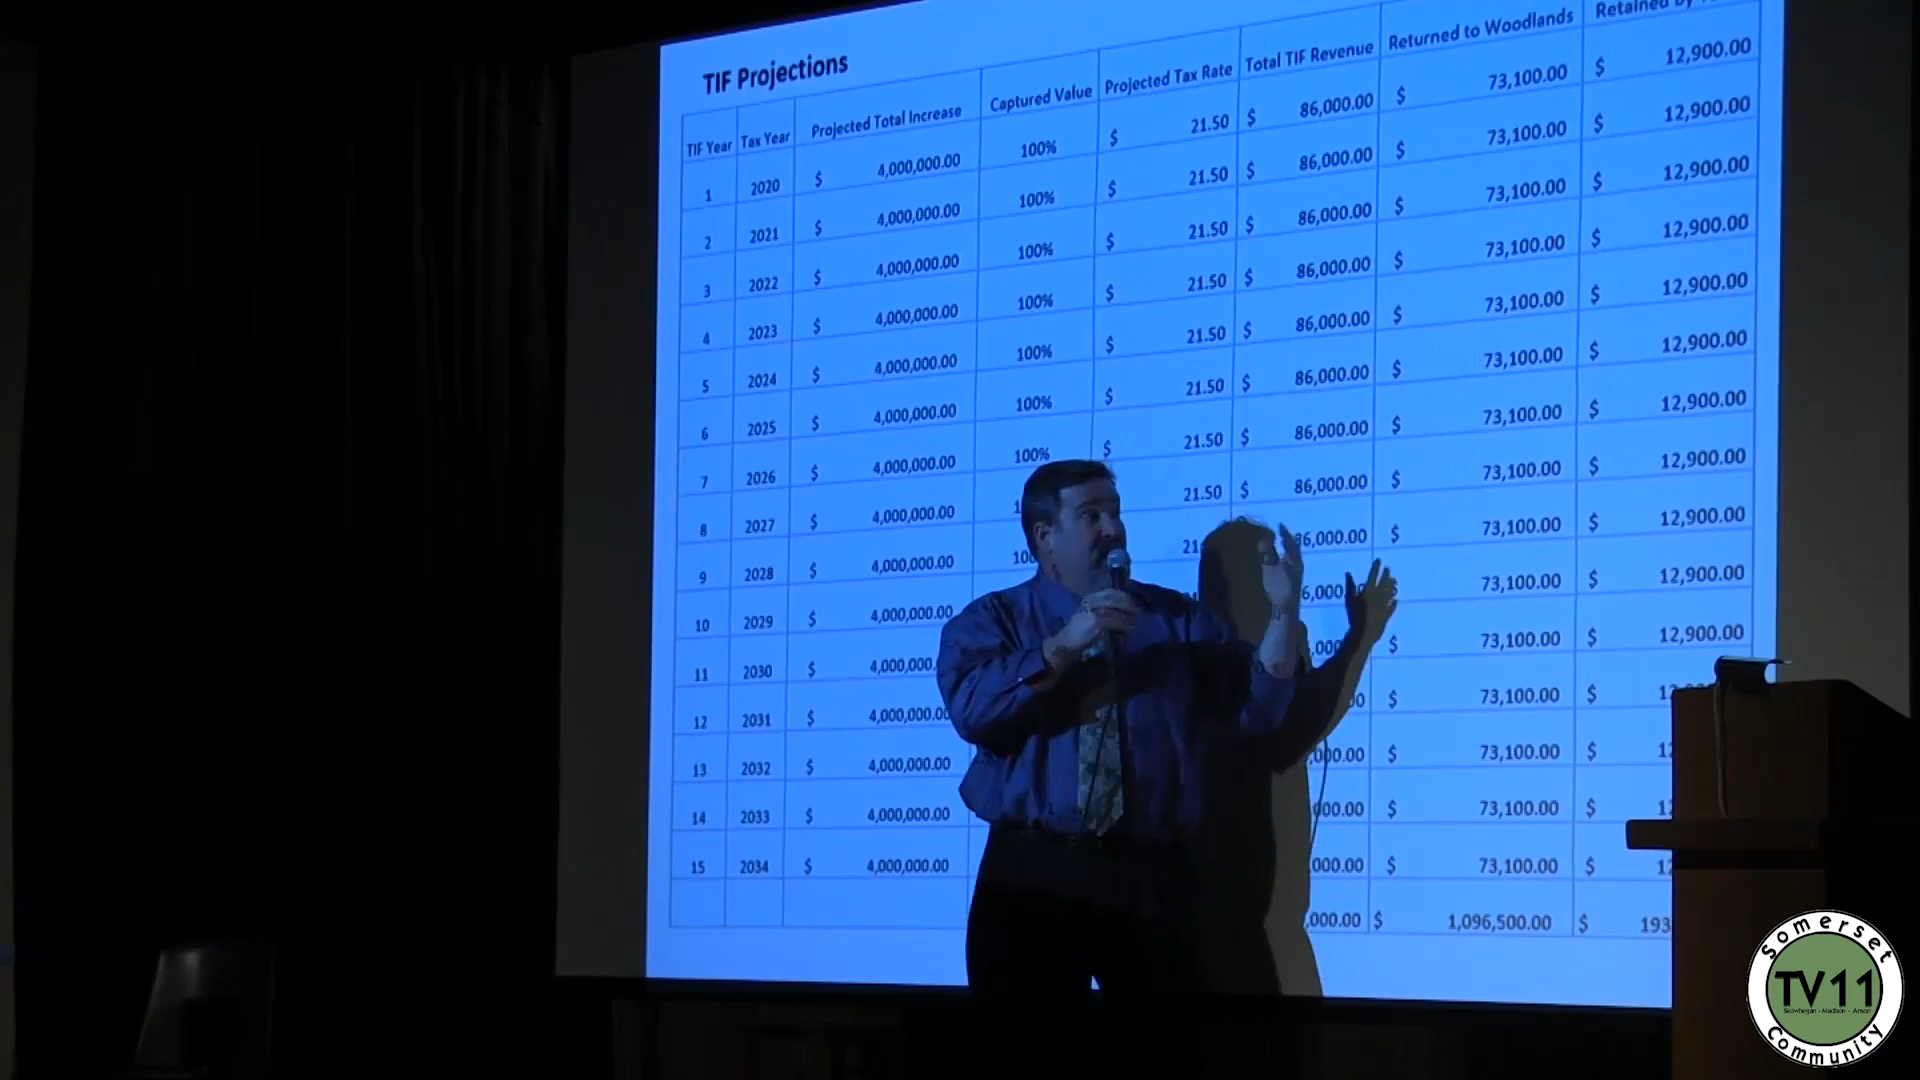 TIF Projections
TIF Year Tax Year Projected Total Increase Captured Value Projected Tax Rate Total TIF Revenue Returned to Woodlands Retained by
1 2020 $ 4,000,000.00 100% $ 21.50 $ 86,000.00 $ 73,100.00 $ 12,900.00
2 2021 $ 4,000,000.00 100% $ 21.50 $ 86,000.00 $ 73,100.00 $ 12,900.00
3 2022 $ 4,000,000.00 100% $ 21.50 $ 86,000.00 $ 73,100.00 $ 12,900.00
4 2023 $ 4,000,000.00 100% $ 21.50 $ 86,000.00 $ 73,100.00 $ 12,900.00
5 2024 $ 4,000,000.00 100% $ 21.50 $ 86,000.00 $ 73,100.00 $ 12,900.00
6 2025 $ 4,000,000.00 100% $ 21.50 $ 86,000.00 $ 73,100.00 $ 12,900.00
7 2026 $ 4,000,000.00 100% $ 21.50 $ 86,000.00 $ 73,100.00 $ 12,900.00
8 2027 $ 4,000,000.00 21.50 $ 86,000.00 $ 73,100.00 $ 12,900.00
9 2028 $ 4,000,000.00 $ 73,100.00 $ 12,900.00
10 2029 $ 4,000,000.00 $ 73,100.00 $ 12,900.00
11 2030 $ $ 73,100.00 $ 12,900.00
12 2031 $ 4,000,000.00 $ 73,100.00 $
13 2032 $ 4,000,000.00 $ 73,100.00 $
14 2033 $ 4,000,000.00 $ 73,100.00 $
15 2034 $ 4,000,000.00 $ 73,100.00 $
$ 1,096,500.00 $ 193
Somerset
TV11
Skowhegan - Madison - Anson
Community